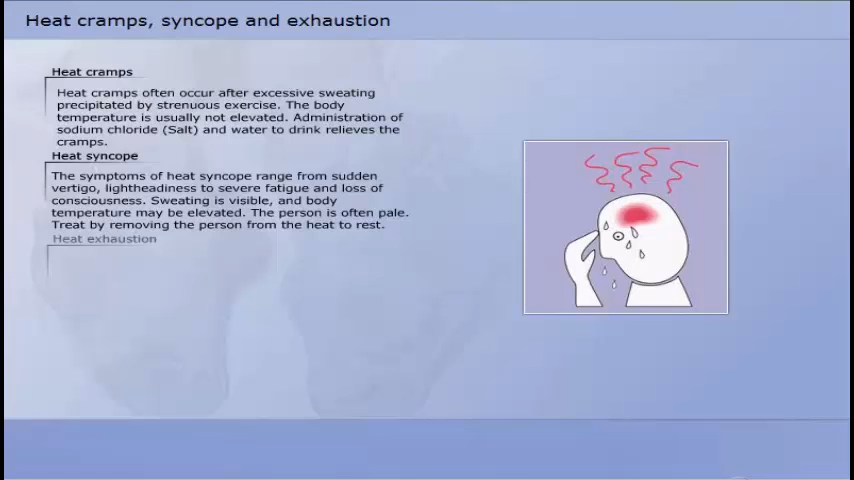 Heat cramps, syncope and exhaustion
Heat cramps
Heat cramps often occur after excessive sweating
precipitated by strenuous exercise. The body
temperature is usually not elevated. Administration of
sodium chloride (Salt) and water to drink relieves the
cramps.
Heat syncope
The symptoms of heat syncope range from sudden
vertigo, lightheadiness to severe fatigue and loss of
consciousness. Sweating is visible, and body
temperature may be elevated. The person is often pale.
Treat by removing the person from the heat to rest.
Heat exhaustion